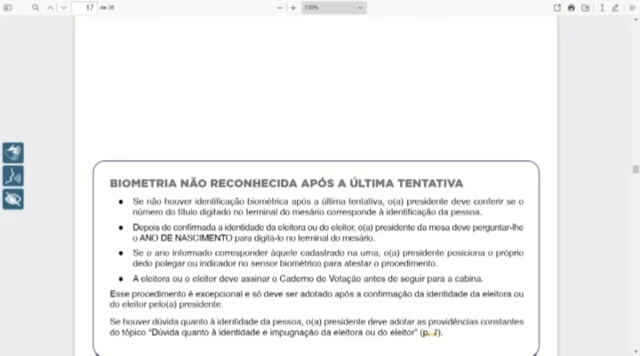 17 de 38
130%
BIOMETRIA NÃO RECONHECIDA APÓS A ÚLTIMA TENTATIVA
• Se não houver identificação biométrica após a última tentativa, o(a) presidente deve conferir se o
número do título digitado no terminal do mesário corresponde à identificação da pessoa.
• Depois de confirmada a identidade da eleitora ou do eleitor, o(a) presidente da mesa deve perguntar-lhe
o ANO DE NASCIMENTO para digitá-lo no terminal do mesário.
• Se o ano informado corresponder àquele cadastrado na urna, o(a) presidente posiciona o próprio
dedo polegar ou indicador no sensor biométrico para atestar o procedimento.
• A eleitora ou o eleitor deve assinar o Caderno de Votação antes de seguir para a cabina.
Esse procedimento é excepcional e só deve ser adotado após a confirmação da identidade da eleitora ou
do eleitor pelo(a) presidente.
Se houver dúvida quanto à identidade da pessoa, o(a) presidente deve adotar as providências constantes
do tópico "Dúvida quanto à identidade e impugnação da eleitora ou do eleitor" (p. 7).